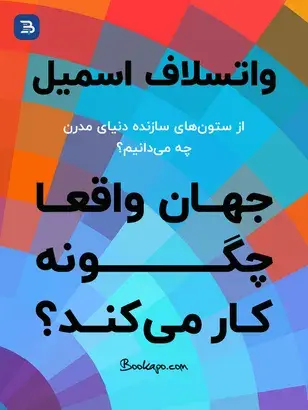 واتسلاف اسمیل
از ستون‌های سازنده دنیای مدرن
چه می‌دانیم؟
جهان واقعا
چگونه
کار می‌کند؟
Bookapo.com